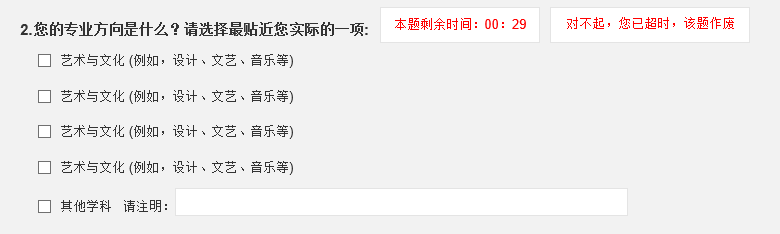 2.您的专业方向是什么？请选择最贴近您实际的一项: 本题剩余时间：00：29 对不起，您已超时，该题作废
艺术与文化 (例如，设计、文艺、音乐等)
艺术与文化 (例如，设计、文艺、音乐等)
艺术与文化 (例如，设计、文艺、音乐等)
艺术与文化 (例如，设计、文艺、音乐等)
其他学科 请注明：